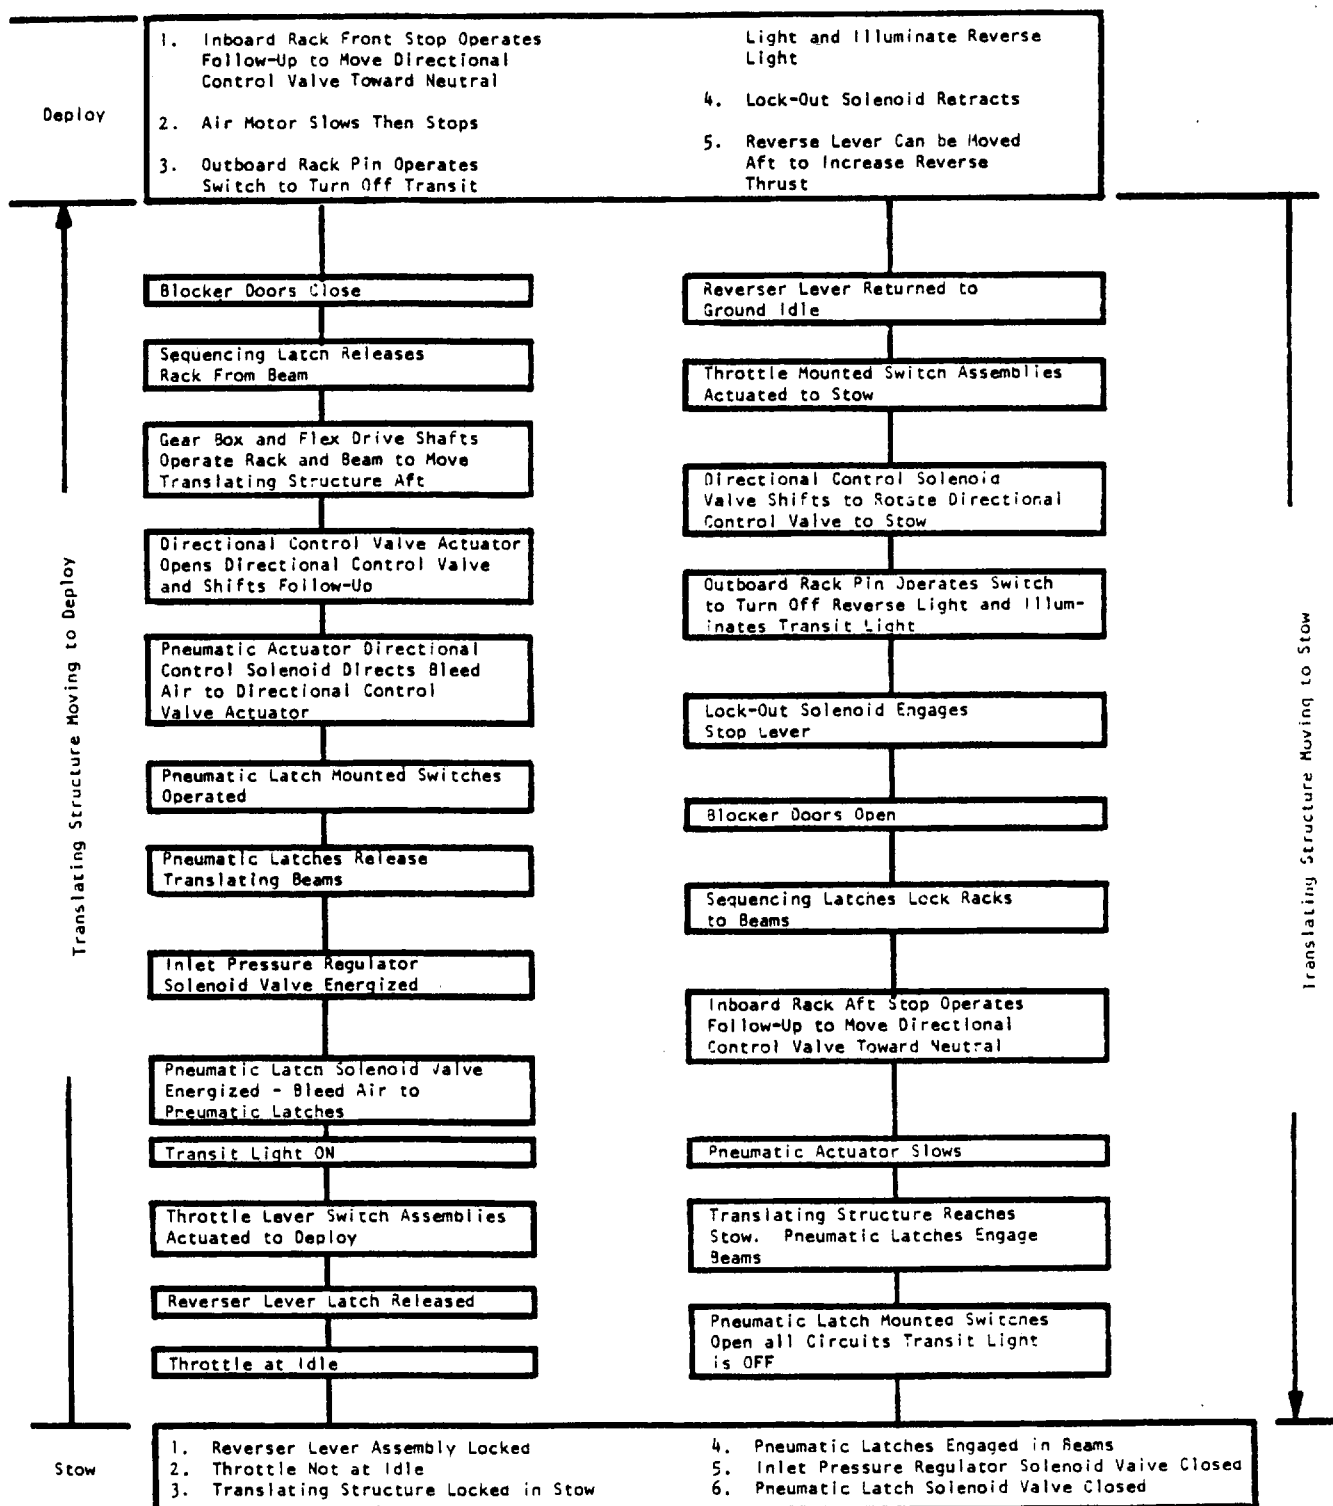 Deploy
1. Inboard Rack Front Stop Operates
Follow-Up to Move Directional
Control Valve Toward Neutral
2. Air Motor Slows Then Stops
3. Outboard Rack Pin Operates
Switch to Turn Off Transit
Light and Illuminate Reverse
Light
4. Lock-Out Solenoid Retracts
5. Reverse Lever Can be Moved
Aft to Increase Reverse
Thrust
Translating Structure Moving to Deploy
Blocker Doors Close
Sequencing Latch Releases
Rack From Beam
Gear Box and Flex Drive Shafts
Operate Rack and Beam to Move
Translating Structure Aft
Directional Control Valve Actuator
Opens Directional Control Valve
and Shifts Follow-Up
Pneumatic Actuator Directional
Control Solenoid Directs Bleed
Air to Directional Control
Valve Actuator
Pneumatic Latch Mounted Switches
Operated
Pneumatic Latches Release
Translating Beams
Inlet Pressure Regulator
Solenoid Valve Energized
Pneumatic Latch Solenoid Valve
Energized - Bleed Air to
Pneumatic Latches
Transit Light ON
Throttle Lever Switch Assemblies
Actuated to Deploy
Reverser Lever Latch Released
Throttle at Idle
Reverser Lever Returned to
Ground Idle
Throttle Mounted Switch Assemblies
Actuated to Stow
Directional Control Solenoid
Valve Shifts to Rotate Directional
Control Valve to Stow
Outboard Rack Pin Operates Switch
to Turn Off Reverse Light and Illum-
inates Transit Light
Lock-Out Solenoid Engages
Stop Lever
Blocker Doors Open
Sequencing Latches Lock Racks
to Beams
Inboard Rack Aft Stop Operates
Follow-Up to Move Directional
Control Valve Toward Neutral
Pneumatic Actuator Slows
Translating Structure Reaches
Stow. Pneumatic Latches Engage
Beams
Pneumatic Latch Mounted Switches
Open all Circuits Transit Light
is OFF
Translating Structure Moving to Stow
Stow
1. Reverser Lever Assembly Locked
2. Throttle Not at Idle
3. Translating Structure Locked in Stow
4. Pneumatic Latches Engaged in Beams
5. Inlet Pressure Regulator Solenoid Valve Closed
6. Pneumatic Latch Solenoid Valve Closed